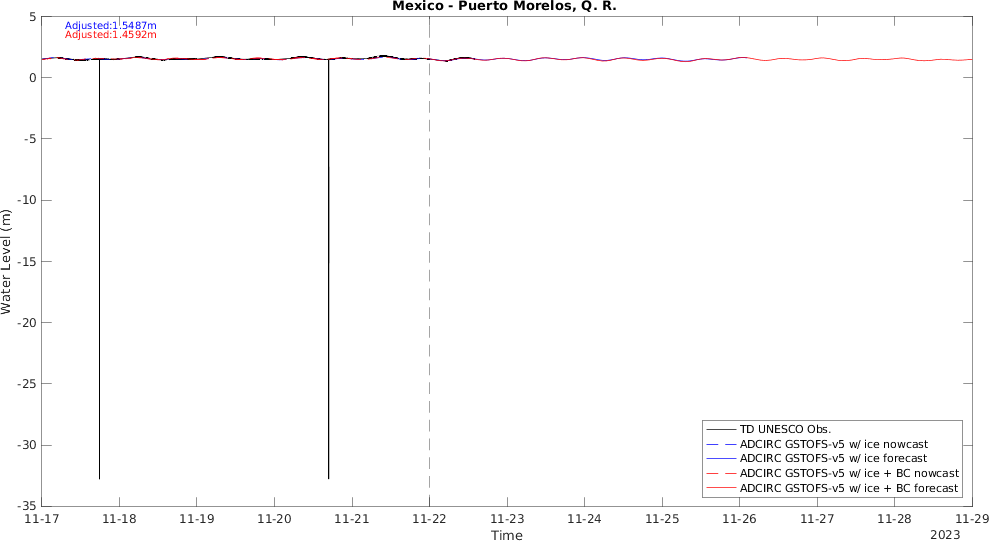 Mexico - Puerto Morelos, Q. R.
Adjusted:1.5487m
Adjusted:1.4592m
5
0
-5
-10
-15
-20
-25
-30
-35
Water Level (m)
TD UNESCO Obs.
ADCIRC GSTOFS-v5 w/ ice nowcast
ADCIRC GSTOFS-v5 w/ ice forecast
ADCIRC GSTOFS-v5 w/ ice + BC nowcast
ADCIRC GSTOFS-v5 w/ ice + BC forecast
11-17 11-18 11-19 11-20 11-21 11-22 11-23 11-24 11-25 11-26 11-27 11-28 11-29
Time
2023